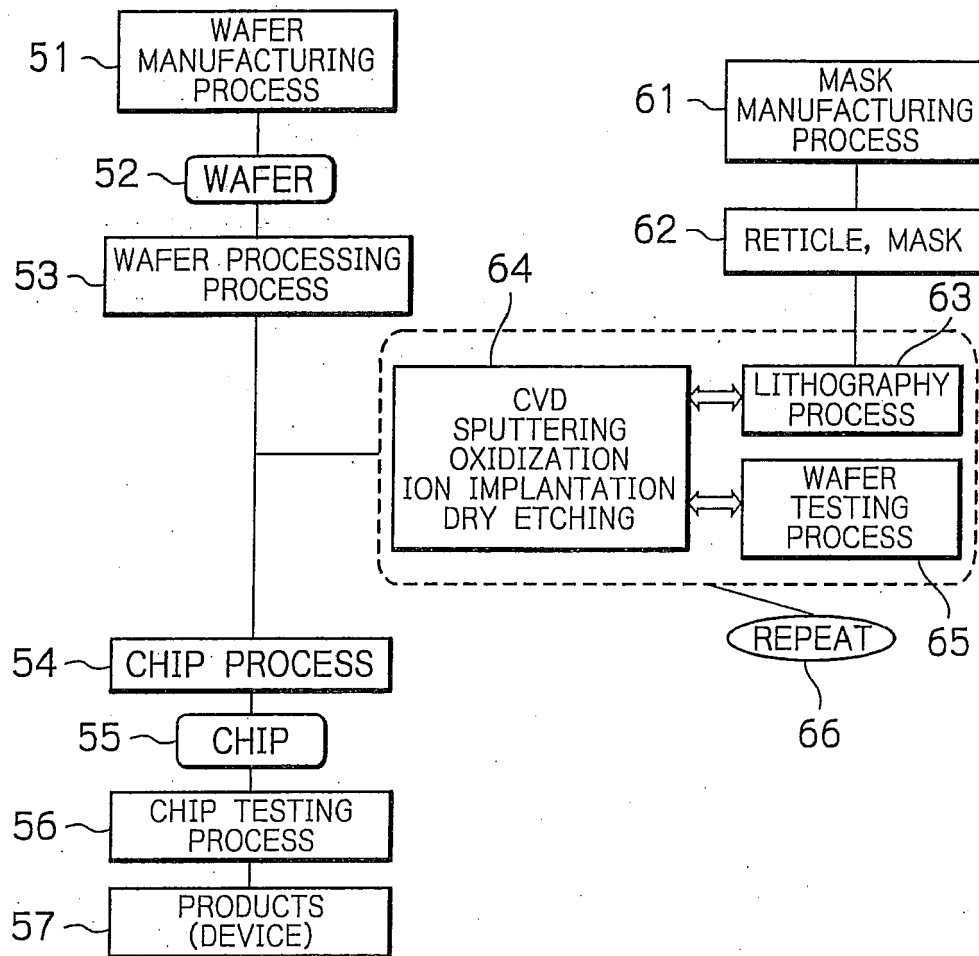 51
WAFER
MANUFACTURING
PROCESS
52
WAFER
53
WAFER PROCESSING
PROCESS
61
MASK
MANUFACTURING
PROCESS
62
RETICLE, MASK
64
63
CVD
SPUTTERING
OXIDIZATION
ION IMPLANTATION
DRY ETCHING
LITHOGRAPHY
PROCESS
WAFER
TESTING
PROCESS
65
REPEAT
66
54
CHIP PROCESS
55
CHIP
56
CHIP TESTING
PROCESS
57
PRODUCTS
(DEVICE)